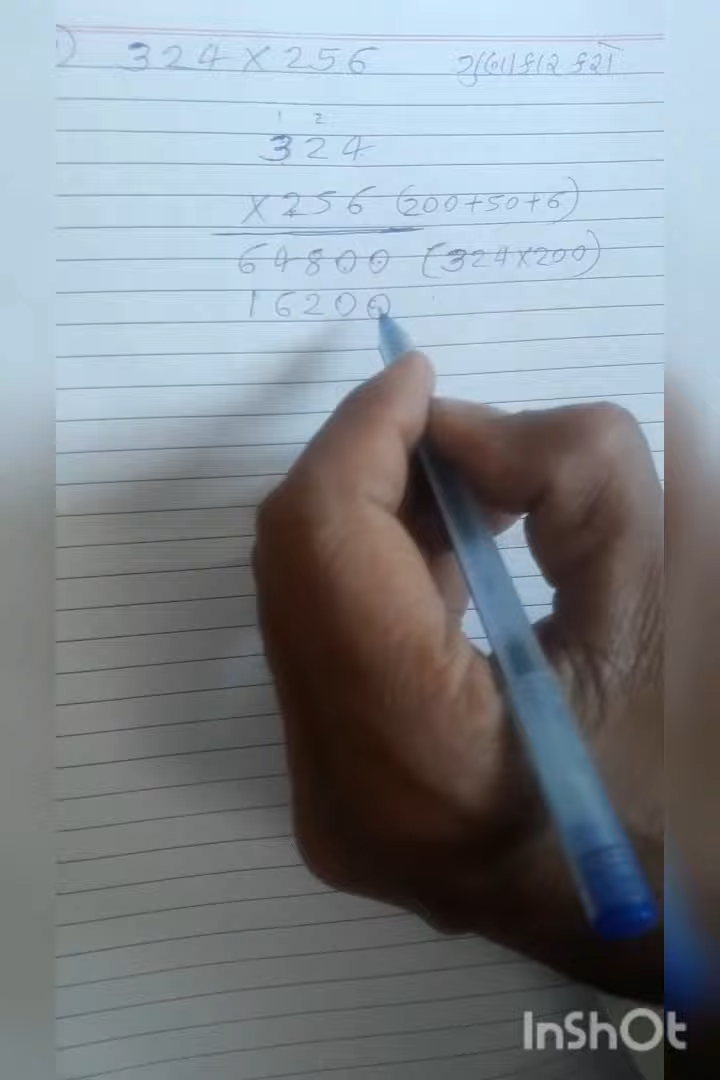 ) 324 × 256 ગુણાકાર કરો
1 2
324
× 256 (200+50+6)
64800 (324×200)
16200
InShOt